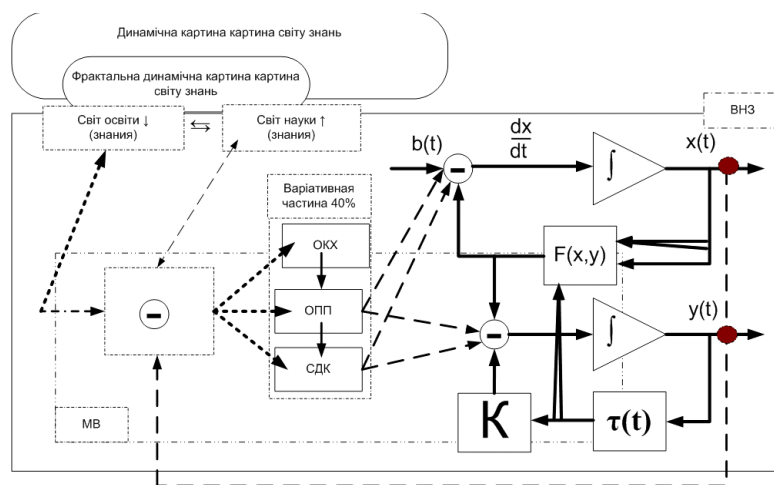 Динамічна картина картина світу знань
Фрактальна динамічна картина картина
світу знань
Світ освіти ↓
(знания)
⇆
Світ науки ↑
(знания)
ВНЗ
b(t)
dx
dt
∫
x(t)
-
Варіативная
частина 40%
ОКХ
F(x,y)
-
ОПП
-
∫
y(t)
СДК
МВ
К
τ(t)